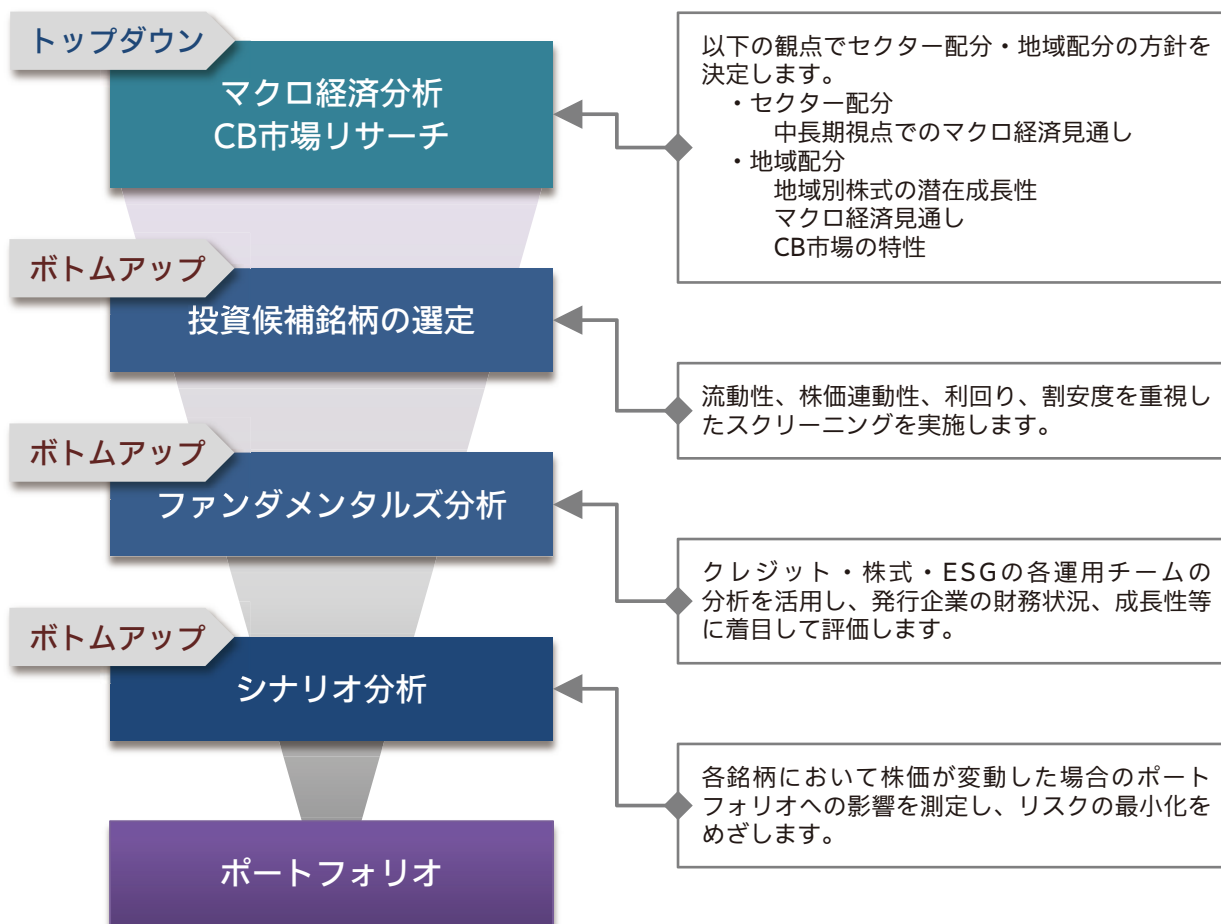 トップダウン
マクロ経済分析
CB市場リサーチ
以下の観点でセクター配分・地域配分の方針を
決定します。
・セクター配分
中長期視点でのマクロ経済見通し
・地域配分
地域別株式の潜在成長性
マクロ経済見通し
CB市場の特性
ボトムアップ
投資候補銘柄の選定
流動性、株価連動性、利回り、割安度を重視し
たスクリーニングを実施します。
ボトムアップ
ファンダメンタルズ分析
クレジット・株式・ESGの各運用チームの
分析を活用し、発行企業の財務状況、成長性等
に着目して評価します。
ボトムアップ
シナリオ分析
各銘柄において株価が変動した場合のポート
フォリオへの影響を測定し、リスクの最小化を
めざします。
ポートフォリオ